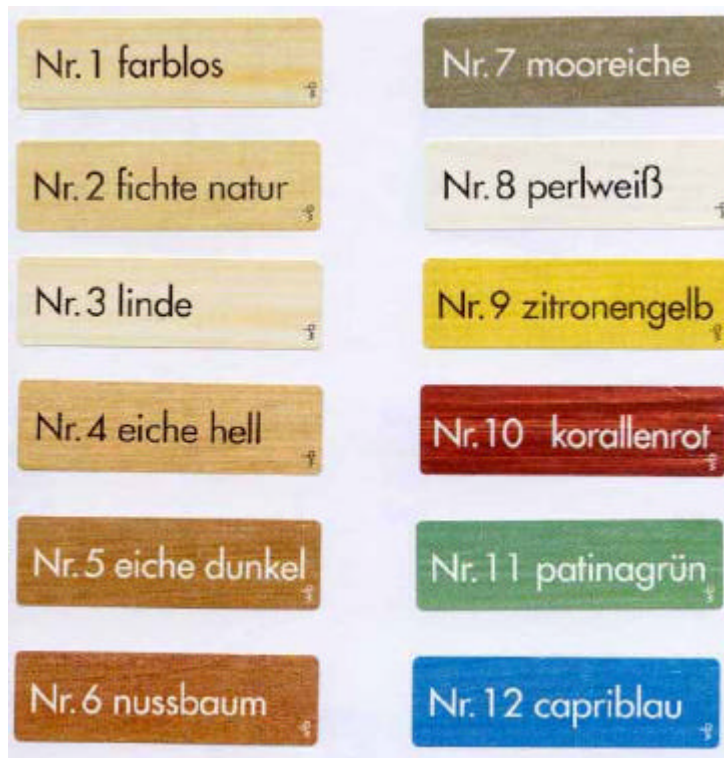 Nr. 1 farblos
Nr. 2 fichte natur
Nr. 3 linde
Nr. 4 eiche hell
Nr. 5 eiche dunkel
Nr. 6 nussbaum
Nr. 7 mooreiche
Nr. 8 perlweiß
Nr. 9 zitronengelb
Nr. 10 korallenrot
Nr. 11 patinagrün
Nr. 12 capriblau